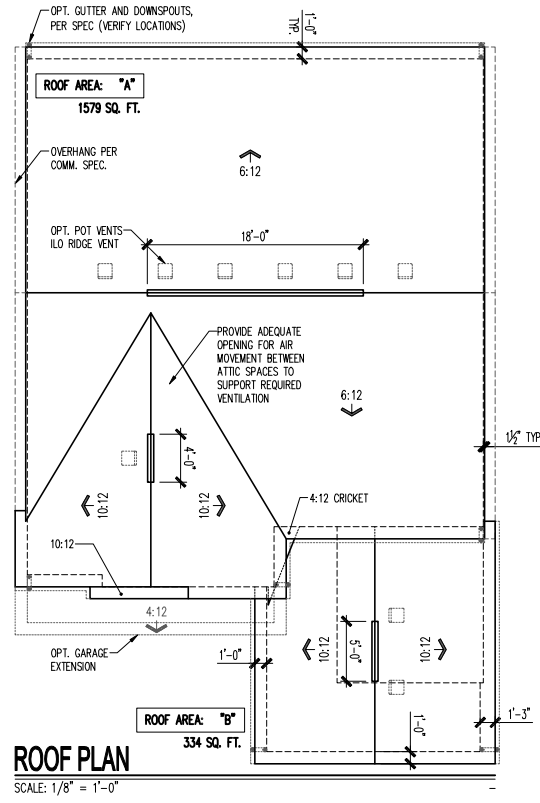 OPT. GUTTER AND DOWNSPOUTS,
PER SPEC (VERIFY LOCATIONS)
1'-0"
TYP.
ROOF AREA: "A"
1579 SQ. FT.
OVERHANG PER
COMM. SPEC.
6:12
OPT. POT VENTS
ILO RIDGE VENT
18'-0"
PROVIDE ADEQUATE
OPENING FOR AIR
MOVEMENT BETWEEN
ATTIC SPACES TO
SUPPORT REQUIRED
VENTILATION
6:12
1½" TYP
4'-0"
10:12
10:12
4:12 CRICKET
10:12
4:12
OPT. GARAGE
EXTENSION
1'-0"
10:12
5'-0"
10:12
ROOF AREA: "B"
334 SQ. FT.
1'-0"
1'-3"
ROOF PLAN
SCALE: 1/8" = 1'-0"